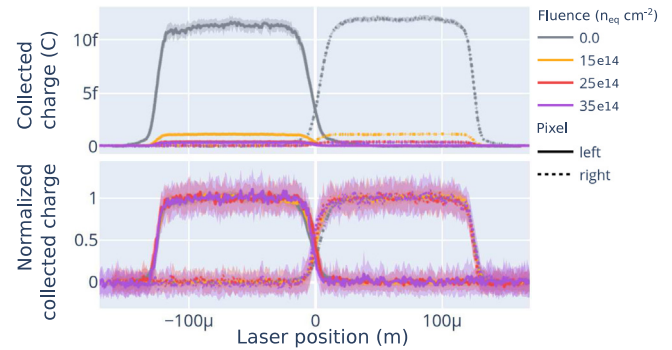 Collected
charge (C)
10f
5f
0
Normalized
collected charge
1
0.5
0
−100μ
0
100μ
Laser position (m)
Fluence (n_eq cm⁻²)
0.0
15e14
25e14
35e14
Pixel
left
right